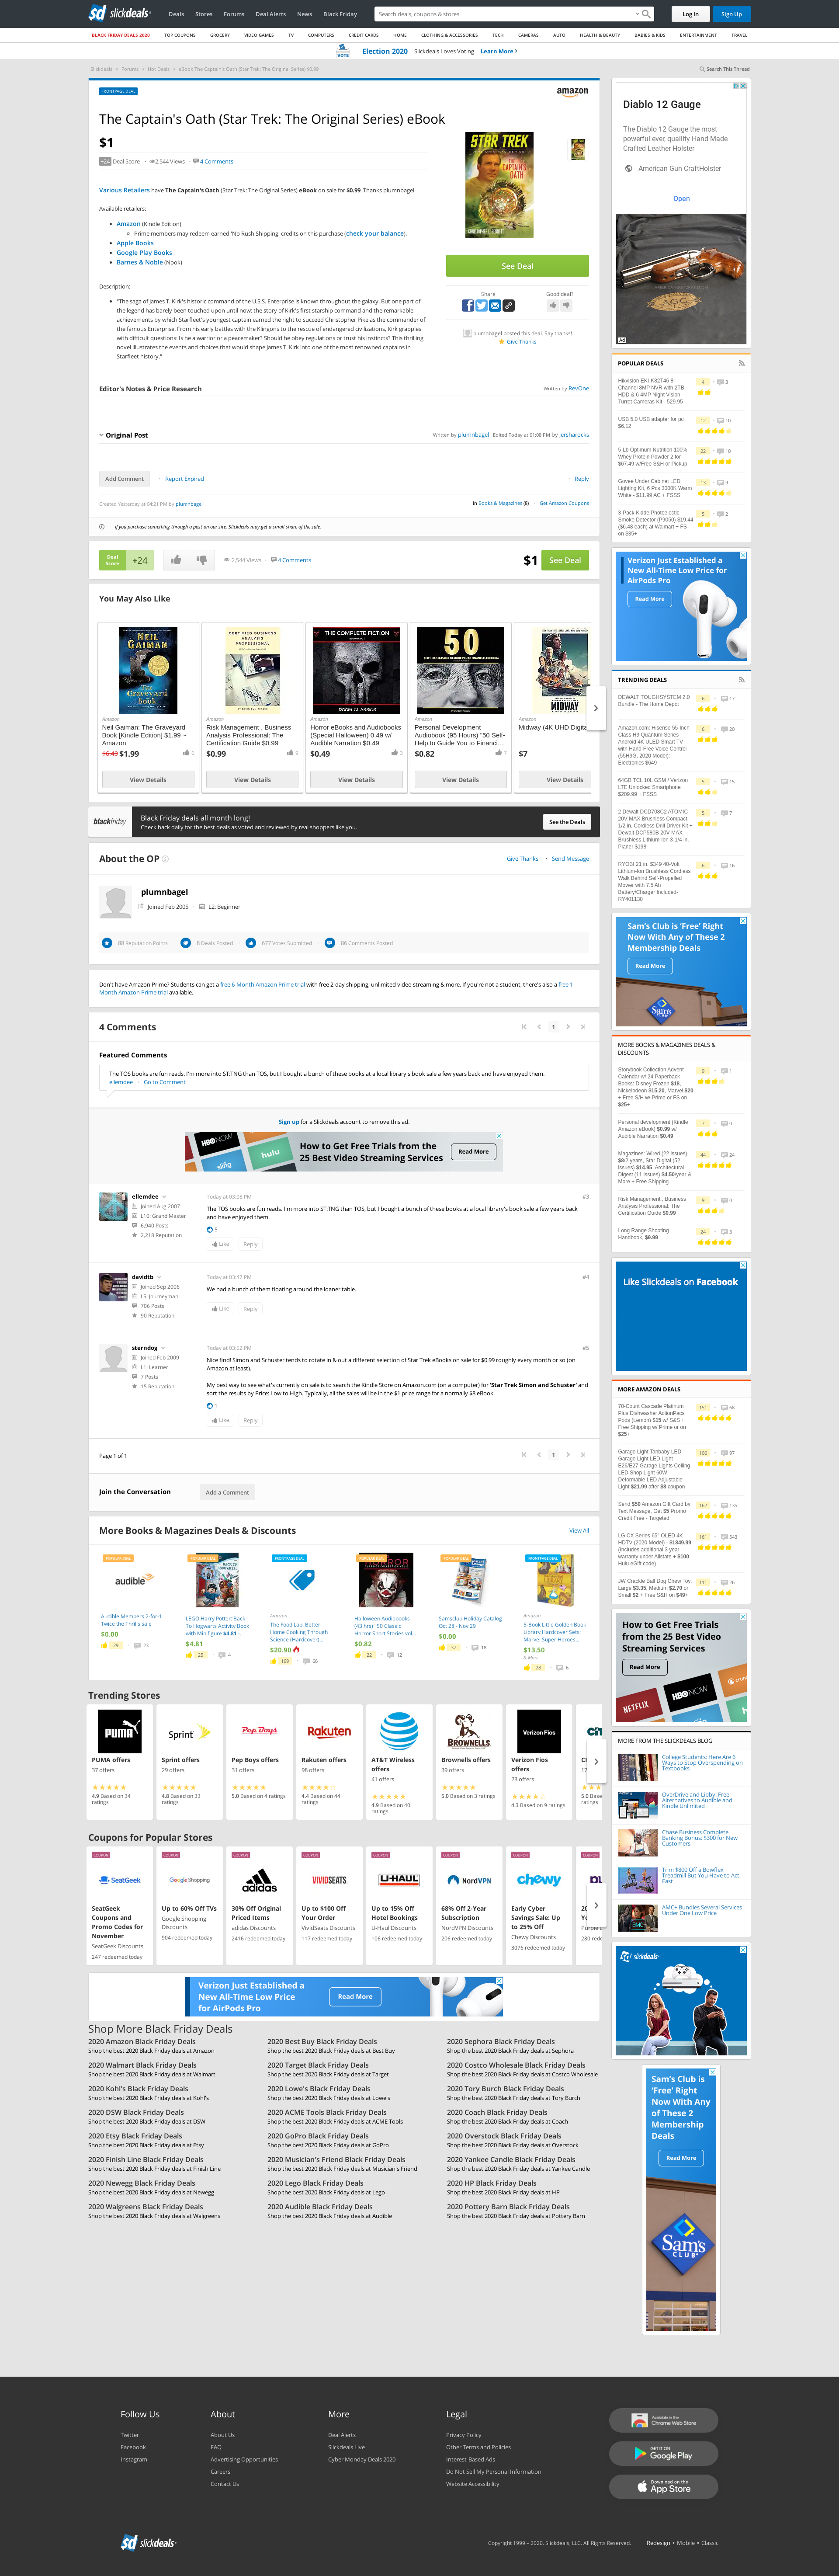 slickdeals
Deals
Stores
Forums
Deal Alerts
News
Black Friday
Search deals, coupons & stores
Log In
Sign Up
BLACK FRIDAY DEALS 2020
TOP COUPONS
GROCERY
VIDEO GAMES
TV
COMPUTERS
CREDIT CARDS
HOME
CLOTHING & ACCESSORIES
TECH
CAMERAS
AUTO
HEALTH & BEAUTY
BABIES & KIDS
ENTERTAINMENT
TRAVEL
VOTE
Election 2020 Slickdeals Loves Voting Learn More
Slickdeals > Forums > Hot Deals > eBook The Captain's Oath (Star Trek: The Original Series) $0.99
Search This Thread
FRONTPAGE DEAL
amazon
The Captain's Oath (Star Trek: The Original Series) eBook
$1
+24 Deal Score 2,544 Views 4 Comments
Various Retailers have The Captain's Oath (Star Trek: The Original Series) eBook on sale for $0.99. Thanks plumnbagel
Available retailers:
Amazon (Kindle Edition)
Prime members may redeem earned 'No Rush Shipping' credits on this purchase (check your balance).
Apple Books
Google Play Books
Barnes & Noble (Nook)
Description:
"The saga of James T. Kirk's historic command of the U.S.S. Enterprise is known throughout the galaxy. But one part of
the legend has barely been touched upon until now: the story of Kirk's first starship command and the remarkable
achievements by which Starfleet's youngest captain earned the right to succeed Christopher Pike as the commander of
the famous Enterprise. From his early battles with the Klingons to the rescue of endangered civilizations, Kirk grapples
with difficult questions: Is he a warrior or a peacemaker? Should he obey regulations or trust his instincts? This thrilling
novel illustrates the events and choices that would shape James T. Kirk into one of the most renowned captains in
Starfleet history."
STAR TREK
THE CAPTAIN'S OATH
See Deal
Share
Good deal?
plumnbagel posted this deal. Say thanks!
Give Thanks
Editor's Notes & Price Research
Written by RevOne
Original Post
Written by plumnbagel Edited Today at 01:08 PM by jersharocks
Add Comment
Report Expired
Reply
Created Yesterday at 04:21 PM by plumnbagel
in Books & Magazines (8) Get Amazon Coupons
If you purchase something through a post on our site, Slickdeals may get a small share of the sale.
Deal Score +24
2,544 Views 4 Comments
$1 See Deal
You May Also Like
NEIL GAIMAN
The Graveyard Book
CERTIFIED BUSINESS ANALYSIS PROFESSIONAL
THE COMPLETE FICTION
50
MIDWAY
Amazon
Neil Gaiman: The Graveyard Book [Kindle Edition] $1.99 ~ Amazon
$6.49 $1.99
6
View Details
Amazon
Risk Management , Business Analysis Professional: The Certification Guide $0.99
$0.99
9
View Details
Amazon
Horror eBooks and Audiobooks (Special Halloween) 0.49 w/ Audible Narration $0.49
$0.49
3
View Details
Amazon
Personal Development Audiobook (95 Hours) "50 Self-Help to Guide You to Financi...
$0.82
7
View Details
Amazon
Midway (4K UHD Digita
$7
View Details
blackfriday
Black Friday deals all month long!
Check back daily for the best deals as voted and reviewed by real shoppers like you.
See the Deals
About the OP
Give Thanks Send Message
plumnbagel
Joined Feb 2005 L2: Beginner
88 Reputation Points 8 Deals Posted 677 Votes Submitted 86 Comments Posted
Don't have Amazon Prime? Students can get a free 6-Month Amazon Prime trial with free 2-day shipping, unlimited video streaming & more. If you're not a student, there's also a free 1-
Month Amazon Prime trial available.
4 Comments
1
Featured Comments
The TOS books are fun reads. I'm more into ST:TNG than TOS, but I bought a bunch of these books at a local library's book sale a few years back and have enjoyed them.
ellemdee Go to Comment
Sign up for a Slickdeals account to remove this ad.
HBO NOW
sling
hulu
How to Get Free Trials from the
25 Best Video Streaming Services
Read More
ellemdee
Joined Aug 2007
L10: Grand Master
6,940 Posts
2,218 Reputation
Today at 03:08 PM
#3
The TOS books are fun reads. I'm more into ST:TNG than TOS, but I bought a bunch of these books at a local library's book sale a few years back
and have enjoyed them.
5
Like Reply
davidtb
Joined Sep 2006
L5: Journeyman
706 Posts
90 Reputation
Today at 03:47 PM
#4
We had a bunch of them floating around the loaner table.
Like Reply
sterndog
Joined Feb 2009
L1: Learner
7 Posts
15 Reputation
Today at 03:52 PM
#5
Nice find! Simon and Schuster tends to rotate in & out a different selection of Star Trek eBooks on sale for $0.99 roughly every month or so (on
Amazon at least).
My best way to see what's currently on sale is to search the Kindle Store on Amazon.com (on a computer) for 'Star Trek Simon and Schuster' and
sort the results by Price: Low to High. Typically, all the sales will be in the $1 price range for a normally $8 eBook.
1
Like Reply
Page 1 of 1
1
Join the Conversation
Add a Comment
More Books & Magazines Deals & Discounts
View All
POPULAR DEAL
audible
Audible Members 2-for-1 Twice the Thrills sale
$0.00
26 23
LEGO Harry Potter: Back To Hogwarts Activity Book with Minifigure $4.81 -...
$4.81
25 4
FRONTPAGE DEAL
Amazon
The Food Lab: Better Home Cooking Through Science (Hardcover)...
$20.90
169 66
Halloween Audiobooks (43 hrs) "50 Classic Horror Short Stories vol...
$0.82
22 12
Samsclub Holiday Catalog Oct 28 - Nov 29
$0.00
37 18
FRONTPAGE DEAL
Amazon
5-Book Little Golden Book Library Hardcover Sets: Marvel Super Heroes...
$13.50
& More
28 8
Trending Stores
PUMA
PUMA offers
37 offers
4.9 Based on 34 ratings
Sprint
Sprint offers
29 offers
4.8 Based on 33 ratings
Pep Boys
Pep Boys offers
31 offers
5.0 Based on 4 ratings
Rakuten
Rakuten offers
98 offers
4.4 Based on 44 ratings
AT&T Wireless offers
41 offers
4.9 Based on 40 ratings
BROWNELLS
Brownells offers
39 offers
5.0 Based on 3 ratings
Verizon Fios
Verizon Fios offers
23 offers
4.3 Based on 9 ratings
Coupons for Popular Stores
COUPON
SeatGeek
SeatGeek Coupons and Promo Codes for November
SeatGeek Discounts
247 redeemed today
COUPON
Google Shopping
Up to 60% Off TVs
Google Shopping Discounts
904 redeemed today
COUPON
adidas
30% Off Original Priced Items
adidas Discounts
2416 redeemed today
COUPON
VIVIDSEATS
Up to $100 Off Your Order
VividSeats Discounts
117 redeemed today
COUPON
U-HAUL
Up to 15% Off Hotel Bookings
U-Haul Discounts
106 redeemed today
COUPON
NordVPN
68% Off 2-Year Subscription
NordVPN Discounts
206 redeemed today
COUPON
chewy
Early Cyber Savings Sale: Up to 25% Off
Chewy Discounts
3076 redeemed today
COUPON
Verizon Just Established a
New All-Time Low Price
for AirPods Pro
Read More
Shop More Black Friday Deals
2020 Amazon Black Friday Deals
Shop the best 2020 Black Friday deals at Amazon
2020 Best Buy Black Friday Deals
Shop the best 2020 Black Friday deals at Best Buy
2020 Sephora Black Friday Deals
Shop the best 2020 Black Friday deals at Sephora
2020 Walmart Black Friday Deals
Shop the best 2020 Black Friday deals at Walmart
2020 Target Black Friday Deals
Shop the best 2020 Black Friday deals at Target
2020 Costco Wholesale Black Friday Deals
Shop the best 2020 Black Friday deals at Costco Wholesale
2020 Kohl's Black Friday Deals
Shop the best 2020 Black Friday deals at Kohl's
2020 Lowe's Black Friday Deals
Shop the best 2020 Black Friday deals at Lowe's
2020 Tory Burch Black Friday Deals
Shop the best 2020 Black Friday deals at Tory Burch
2020 DSW Black Friday Deals
Shop the best 2020 Black Friday deals at DSW
2020 ACME Tools Black Friday Deals
Shop the best 2020 Black Friday deals at ACME Tools
2020 Coach Black Friday Deals
Shop the best 2020 Black Friday deals at Coach
2020 Etsy Black Friday Deals
Shop the best 2020 Black Friday deals at Etsy
2020 GoPro Black Friday Deals
Shop the best 2020 Black Friday deals at GoPro
2020 Overstock Black Friday Deals
Shop the best 2020 Black Friday deals at Overstock
2020 Finish Line Black Friday Deals
Shop the best 2020 Black Friday deals at Finish Line
2020 Musician's Friend Black Friday Deals
Shop the best 2020 Black Friday deals at Musician's Friend
2020 Yankee Candle Black Friday Deals
Shop the best 2020 Black Friday deals at Yankee Candle
2020 Newegg Black Friday Deals
Shop the best 2020 Black Friday deals at Newegg
2020 Lego Black Friday Deals
Shop the best 2020 Black Friday deals at Lego
2020 HP Black Friday Deals
Shop the best 2020 Black Friday deals at HP
2020 Walgreens Black Friday Deals
Shop the best 2020 Black Friday deals at Walgreens
2020 Audible Black Friday Deals
Shop the best 2020 Black Friday deals at Audible
2020 Pottery Barn Black Friday Deals
Shop the best 2020 Black Friday deals at Pottery Barn
Diablo 12 Gauge
The Diablo 12 Gauge the most
powerful ever, quaility Hand Made
Crafted Leather Holster
American Gun CraftHolster
Open
Ad
POPULAR DEALS
Hikvision EKI-K82T46 8-
Channel 8MP NVR with 2TB
HDD & 6 4MP Night Vision
Turret Cameras Kit - 529.95
4 3
USB 5.0 USB adapter for pc
$6.12
12 10
5-Lb Optimum Nutrition 100%
Whey Protein Powder 2 for
$67.49 w/Free S&H or Pickup
22 10
Govee Under Cabinet LED
Lighting Kit, 6 Pcs 3000K Warm
White - $11.99 AC + FSSS
13 9
3-Pack Kidde Photoelectic
Smoke Detector (P9050) $19.44
($6.48 each) at Walmart + FS
on $35+
5 2
Verizon Just Established a
New All-Time Low Price for
AirPods Pro
Read More
TRENDING DEALS
DEWALT TOUGHSYSTEM 2.0
Bundle - The Home Depot
6 17
Amazon.com: Hisense 55-Inch
Class H9 Quantum Series
Android 4K ULED Smart TV
with Hand-Free Voice Control
(55H9G, 2020 Model):
Electronics $649
6 20
64GB TCL 10L GSM / Verizon
LTE Unlocked Smartphone
$209.99 + FSSS
5 15
2 Dewalt DCD708C2 ATOMIC
20V MAX Brushless Compact
1/2 in. Cordless Drill Driver Kit +
Dewalt DCP580B 20V MAX
Brushless Lithium-Ion 3-1/4 in.
Planer $198
5 7
RYOBI 21 in. $349 40-Volt
Lithium-Ion Brushless Cordless
Walk Behind Self-Propelled
Mower with 7.5 Ah
Battery/Charger Included-
RY401130
6 16
Sam's Club is 'Free' Right
Now With Any of These 2
Membership Deals
Read More
Sam's CLUB
MORE BOOKS & MAGAZINES DEALS &
DISCOUNTS
Storybook Collection Advent
Calendar w/ 24 Paperback
Books: Disney Frozen $18,
Nickelodeon $15.20, Marvel $20
+ Free S/H w/ Prime or FS on
$25+
9 1
Personal development (Kindle
Amazon eBook) $0.99 w/
Audible Narration $0.49
7 0
Magazines: Wired (22 issues)
$8/2 years, Star Digital (52
issues) $14.95, Architectural
Digest (11 issues) $4.50/year &
More + Free Shipping
44 24
Risk Management , Business
Analysis Professional: The
Certification Guide $0.99
9 0
Long Range Shooting
Handbook, $9.99
24 3
Like Slickdeals on Facebook
MORE AMAZON DEALS
70-Count Cascade Platinum
Plus Dishwasher ActionPacs
Pods (Lemon) $15 w/ S&S +
Free Shipping w/ Prime or on
$25+
151 68
Garage Light Tanbaby LED
Garage Light LED Light
E26/E27 Garage Lights Ceiling
LED Shop Light 60W
Deformable LED Adjustable
Light $21.99 after $8 coupon
106 97
Send $50 Amazon Gift Card by
Text Message, Get $5 Promo
Credit Free - Targeted
162 135
LG CX Series 65" OLED 4K
HDTV (2020 Model) - $1849.99
(Includes additional 3 year
warranty under Allstate + $100
Hulu eGift code)
161 543
JW Crackle Ball Dog Chew Toy:
Large $3.35, Medium $2.70 or
Small $2 + Free S&H on $49+
111 26
How to Get Free Trials
from the 25 Best Video
Streaming Services
Read More
NETFLIX
HBO NOW
sling
hulu
MORE FROM THE SLICKDEALS BLOG
College Students: Here Are 6
Ways to Stop Overspending on
Textbooks
OverDrive and Libby: Free
Alternatives to Audible and
Kindle Unlimited
Chase Business Complete
Banking Bonus: $300 for New
Customers
Trim $800 Off a Bowflex
Treadmill But You Have to Act
Fast
AMC+ Bundles Several Services
Under One Low Price
slickdeals
Sam's Club is
'Free' Right
Now With Any
of These 2
Membership
Deals
Read More
Sam's CLUB
Follow Us
Twitter
Facebook
Instagram
About
About Us
FAQ
Advertising Opportunities
Careers
Contact Us
More
Deal Alerts
Slickdeals Live
Cyber Monday Deals 2020
Legal
Privacy Policy
Other Terms and Policies
Interest-Based Ads
Do Not Sell My Personal Information
Website Accessibility
Available in the
Chrome Web Store
GET IT ON
Google Play
Download on the
App Store
slickdeals
Copyright 1999 - 2020. Slickdeals, LLC. All Rights Reserved. Redesign • Mobile • Classic